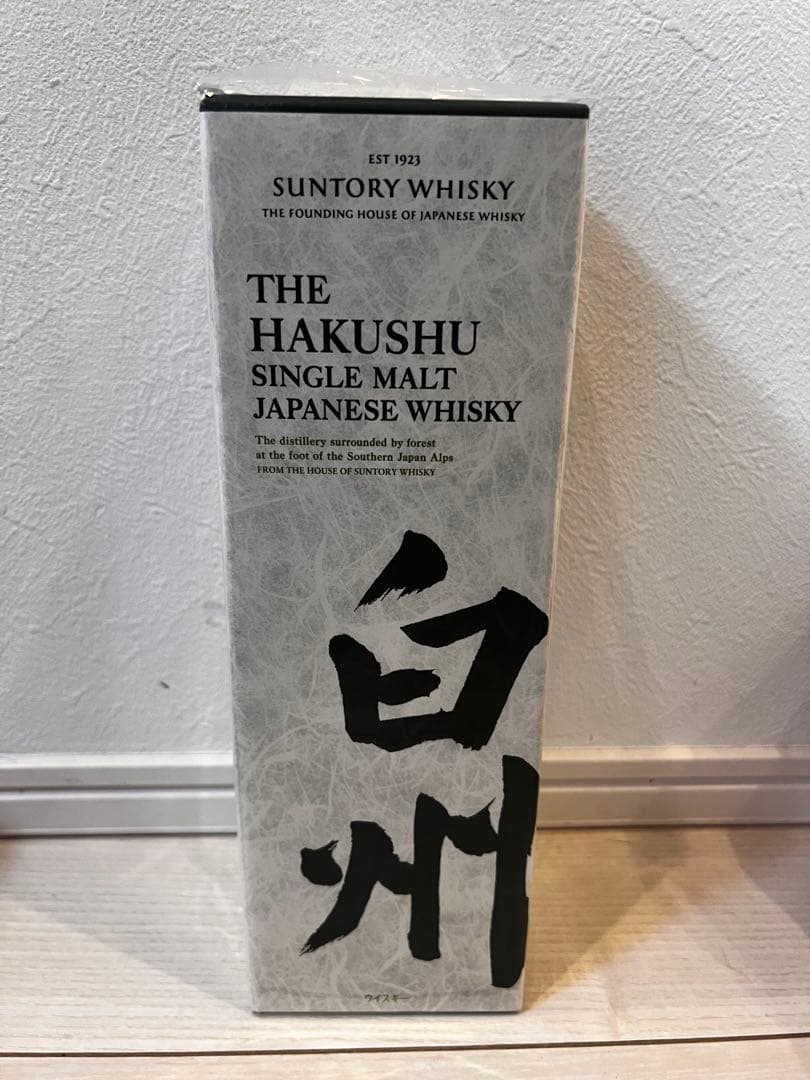 EST 1923
SUNTORY WHISKY
THE FOUNDING HOUSE OF JAPANESE WHISKY
THE
HAKUSHU
SINGLE MALT
JAPANESE WHISKY
The distillery surrounded by forest
at the foot of the Southern Japan Alps
FROM THE HOUSE OF SUNTORY WHISKY
白
州
ウイスキー